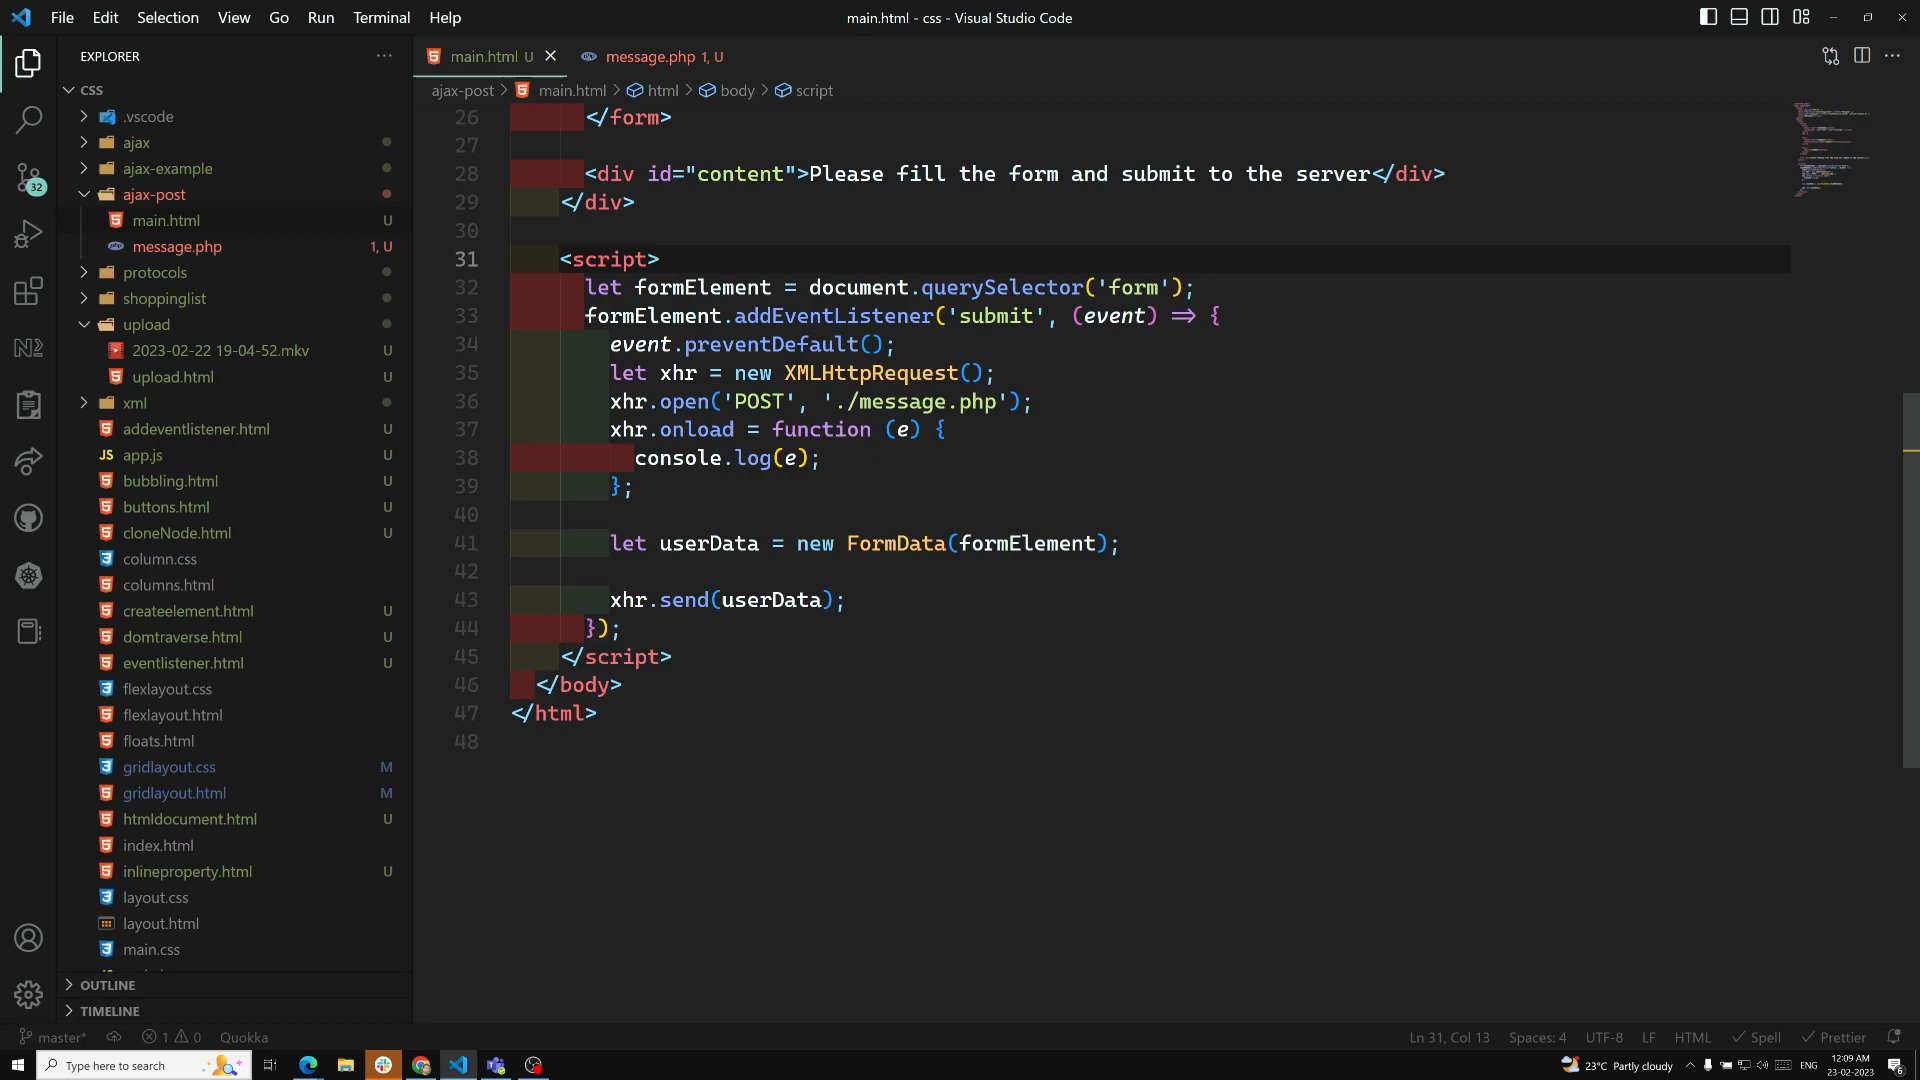 File Edit Selection View Go Run Terminal Help
main.html - css - Visual Studio Code
EXPLORER
CSS
.vscode
ajax
ajax-example
ajax-post
main.html U
message.php 1, U
protocols
shoppinglist
upload
2023-02-22 19-04-52.mkv U
upload.html U
xml
addeventlistener.html U
JS app.js U
bubbling.html U
buttons.html U
cloneNode.html U
column.css
columns.html
createelement.html U
domtraverse.html U
eventlistener.html U
flexlayout.css
flexlayout.html
floats.html
gridlayout.css M
gridlayout.html M
htmldocument.html U
index.html
inlineproperty.html U
layout.css
layout.html
main.css
OUTLINE
TIMELINE
32
main.html U
message.php 1, U
ajax-post > main.html > html > body > script
26 </form>
27
28 <div id="content">Please fill the form and submit to the server</div>
29 </div>
30
31 <script>
32 let formElement = document.querySelector('form');
33 formElement.addEventListener('submit', (event) => {
34 event.preventDefault();
35 let xhr = new XMLHttpRequest();
36 xhr.open('POST', './message.php');
37 xhr.onload = function (e) {
38 console.log(e);
39 };
40
41 let userData = new FormData(formElement);
42
43 xhr.send(userData);
44 });
45 </script>
46 </body>
47 </html>
48
master* 1 0 Quokka
Ln 31, Col 13 Spaces: 4 UTF-8 LF HTML Spell Prettier
Type here to search
23°C Partly cloudy ENG
12:09 AM
23-02-2023
6